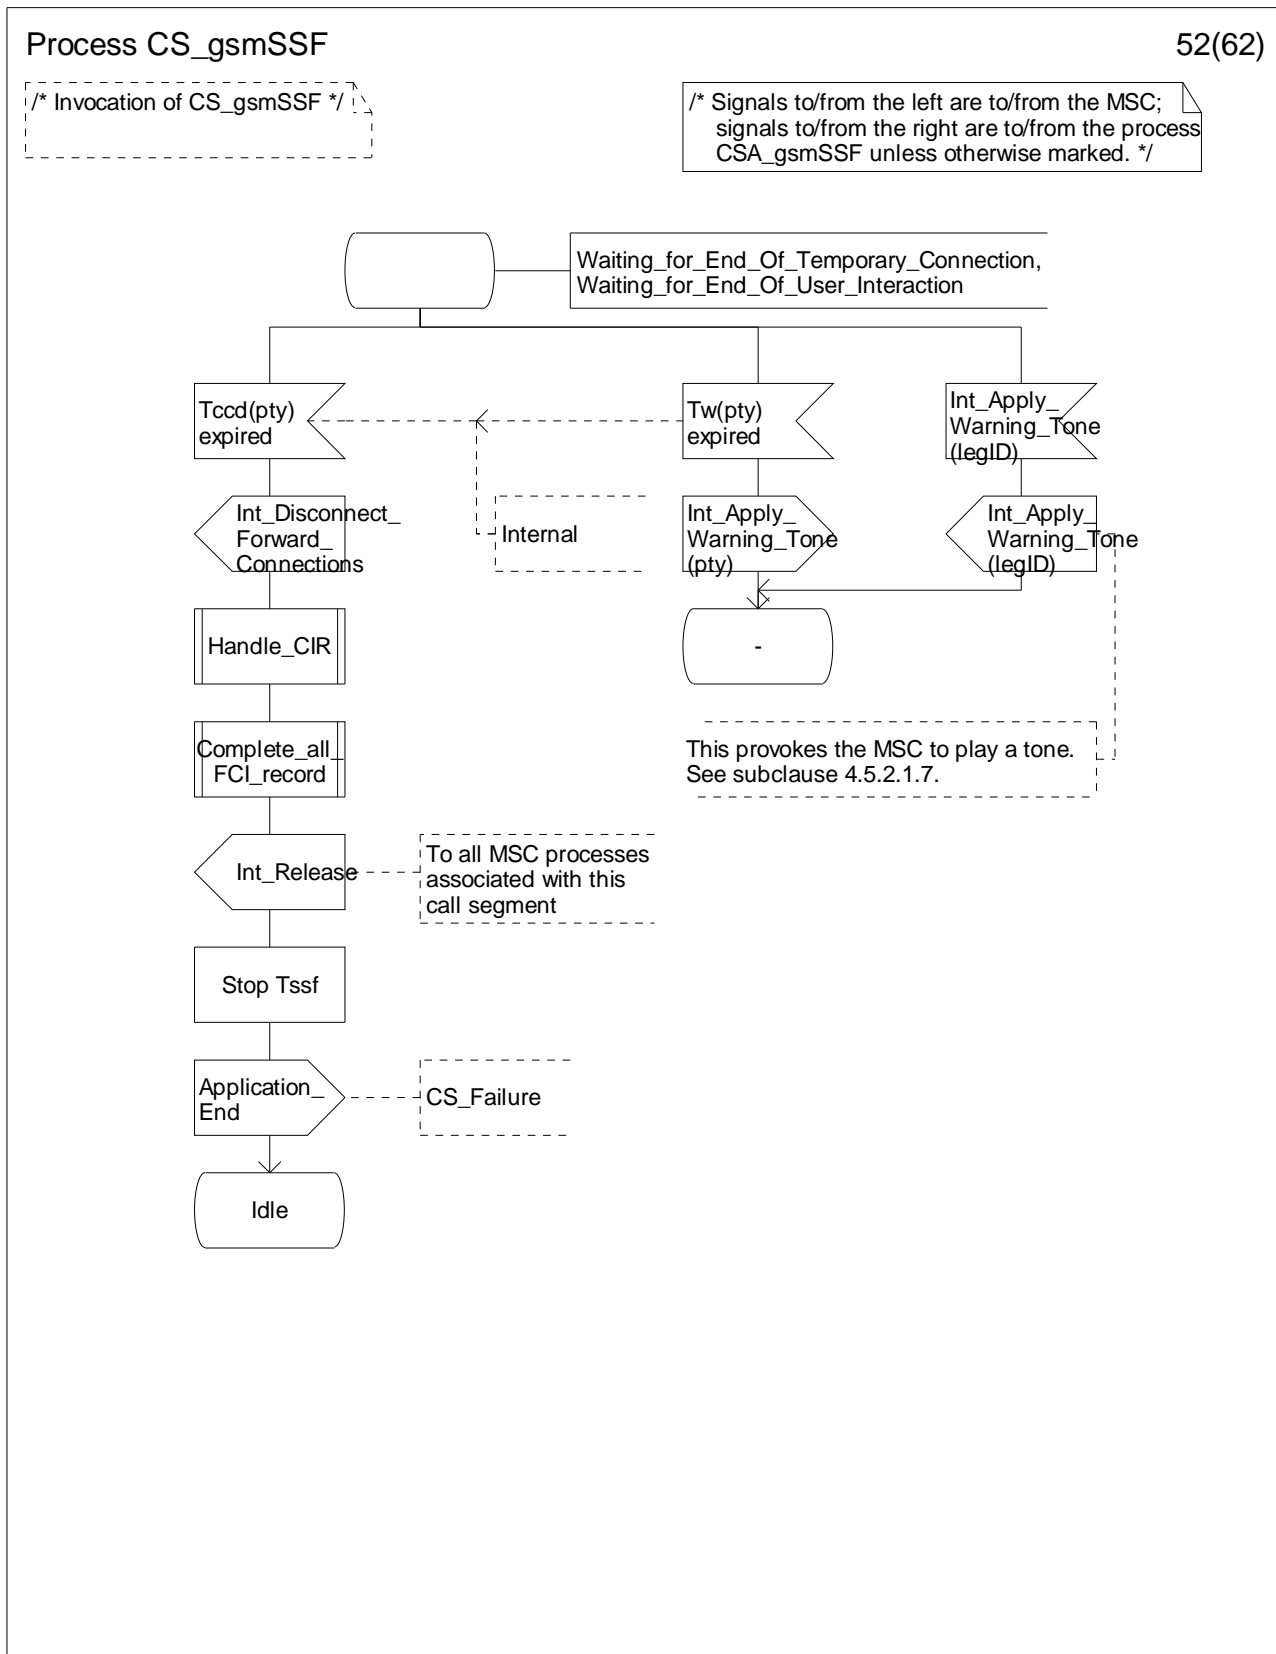 Process CS_gsmSSF
52(62)
/* Invocation of CS_gsmSSF */
/* Signals to/from the left are to/from the MSC;
signals to/from the right are to/from the process
CSA_gsmSSF unless otherwise marked. */
Waiting_for_End_Of_Temporary_Connection,
Waiting_for_End_Of_User_Interaction
Tccd(pty)
expired
Tw(pty)
expired
Int_Apply_
Warning_Tone
(legID)
Int_Disconnect_
Forward_
Connections
Internal
Int_Apply_
Warning_Tone
(pty)
Int_Apply_
Warning_Tone
(legID)
Handle_CIR
-
Complete_all_
FCI_record
This provokes the MSC to play a tone.
See subclause 4.5.2.1.7.
Int_Release
To all MSC processes
associated with this
call segment
Stop Tssf
Application_
End
CS_Failure
Idle